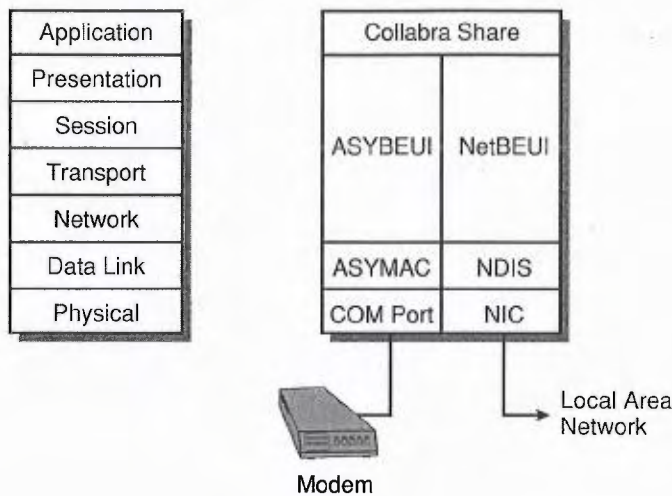 Application
Presentation
Session
Transport
Network
Data Link
Physical
Collabra Share
ASYBEUI
NetBEUI
ASYMAC
NDIS
COM Port
NIC
Modem
Local Area
Network